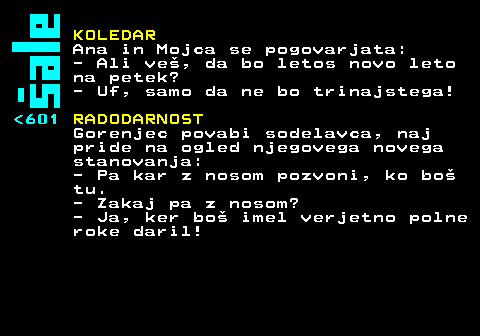 Šale
KOLEDAR
Ana in Mojca se pogovarjata:
- Ali veš, da bo letos novo leto
na petek?
- Uf, samo da ne bo trinajstega!
<601 RADODARNOST
Gorenjec povabi sodelavca, naj
pride na ogled njegovega novega
stanovanja:
- Pa kar z nosom pozvoni, ko boš
tu.
- Zakaj pa z nosom?
- Ja, ker boš imel verjetno polne
roke daril!